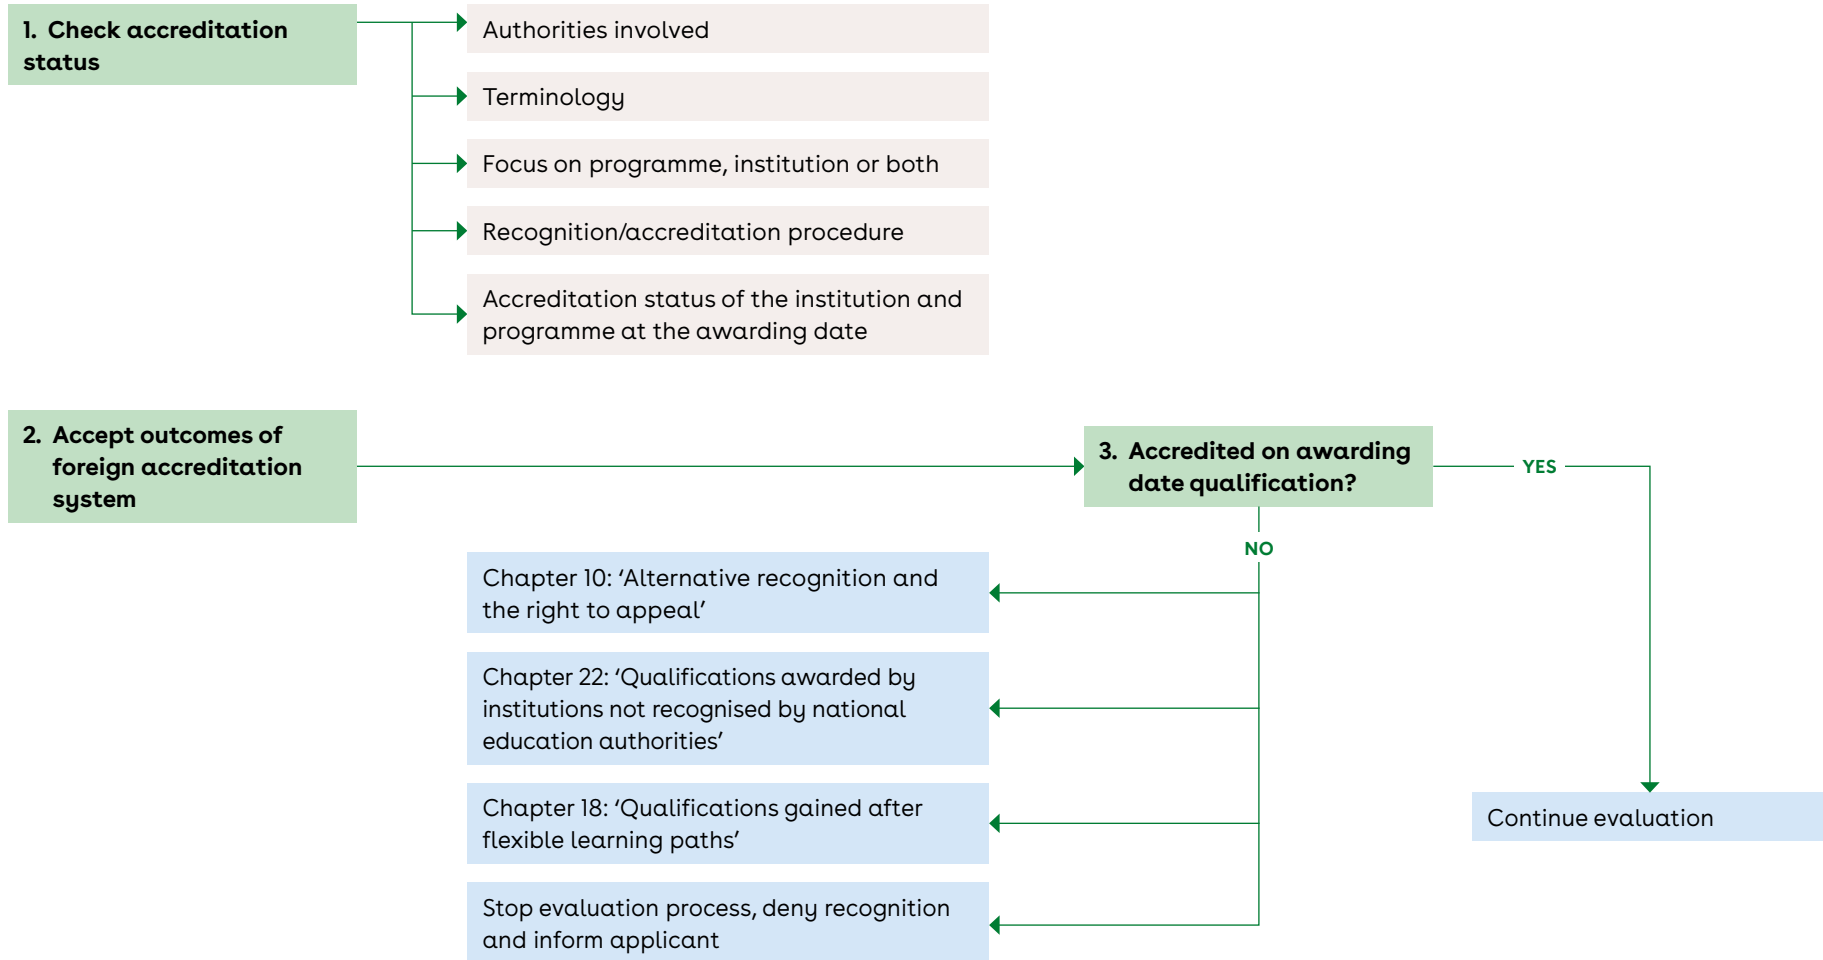 1. Check accreditation
status
Authorities involved
Terminology
Focus on programme, institution or both
Recognition/accreditation procedure
Accreditation status of the institution and
programme at the awarding date
2. Accept outcomes of
foreign accreditation
system
3. Accredited on awarding
date qualification?
YES
NO
Chapter 10: ‘Alternative recognition and
the right to appeal’
Chapter 22: ‘Qualifications awarded by
institutions not recognised by national
education authorities’
Chapter 18: ‘Qualifications gained after
flexible learning paths’
Stop evaluation process, deny recognition
and inform applicant
Continue evaluation